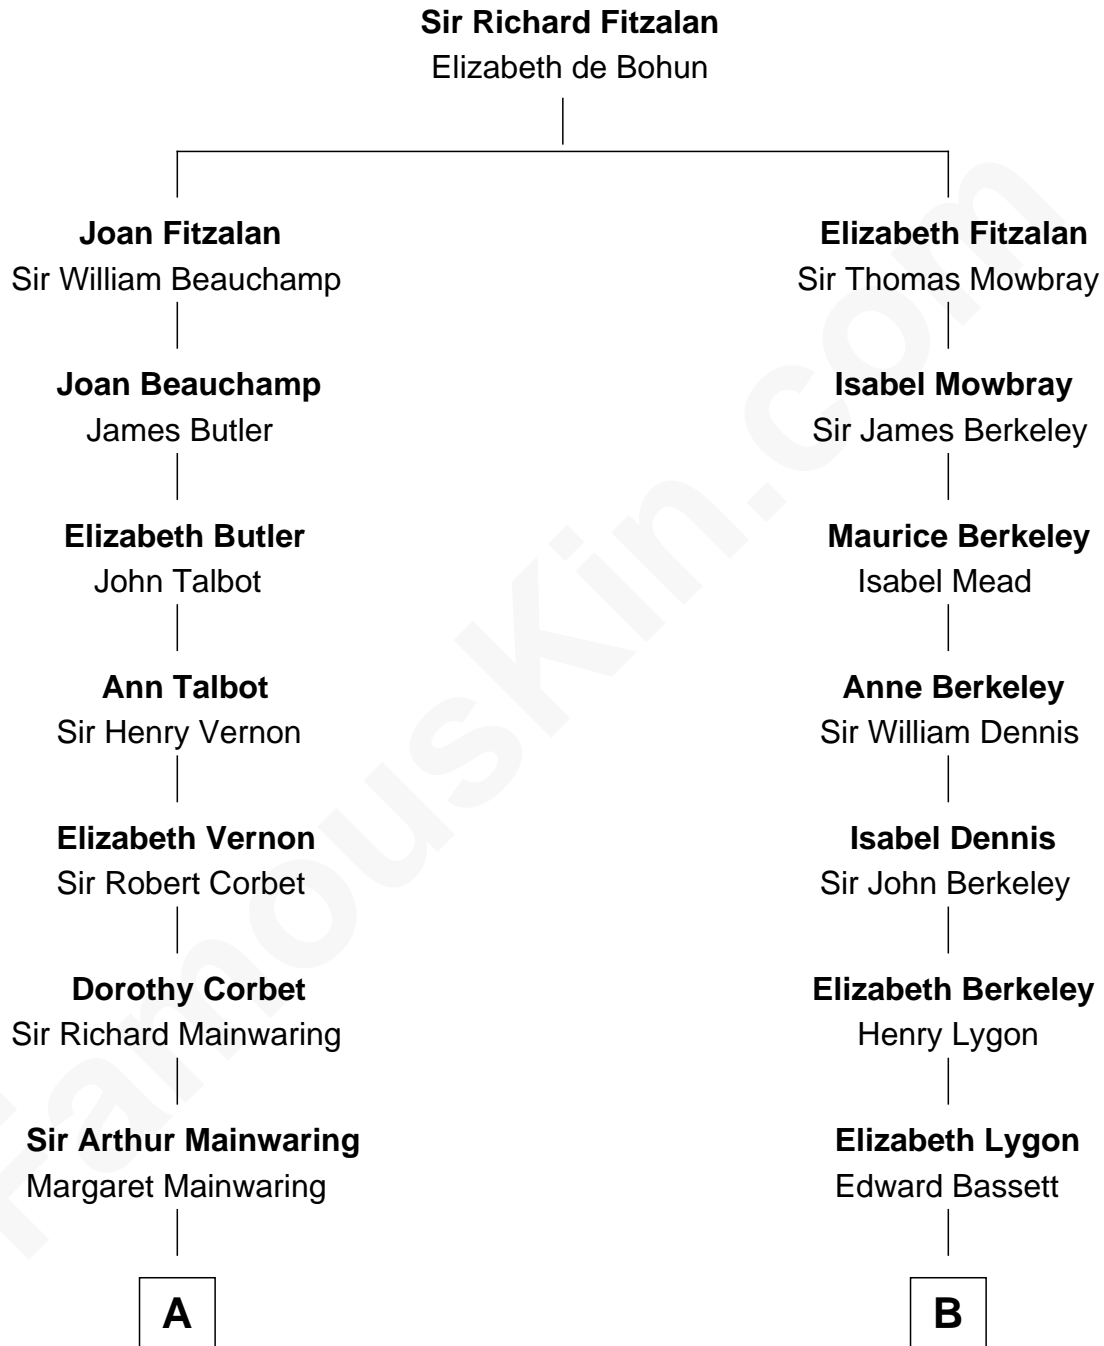 Sir Richard Fitzalan
Elizabeth de Bohun
Joan Fitzalan
Sir William Beauchamp
Elizabeth Fitzalan
Sir Thomas Mowbray
Joan Beauchamp
James Butler
Isabel Mowbray
Sir James Berkeley
Elizabeth Butler
John Talbot
Maurice Berkeley
Isabel Mead
Ann Talbot
Sir Henry Vernon
Anne Berkeley
Sir William Dennis
Elizabeth Vernon
Sir Robert Corbet
Isabel Dennis
Sir John Berkeley
Dorothy Corbet
Sir Richard Mainwaring
Elizabeth Berkeley
Henry Lygon
Sir Arthur Mainwaring
Margaret Mainwaring
Elizabeth Lygon
Edward Bassett
A
B
FamousKin.com